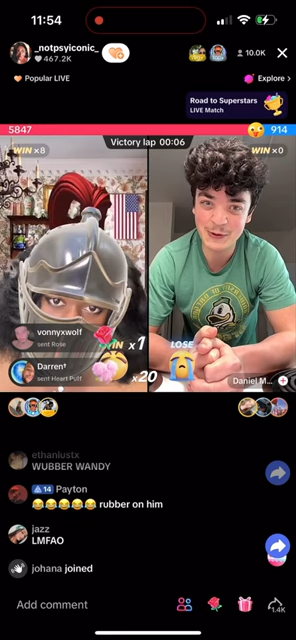 11:54
_notpsyiconic_
467.2K
10.0K
Popular LIVE
Explore >
Road to Superstars
LIVE Match
5847
914
Victory lap 00:06
WIN ×8
WIN ×0
vonnyxwolf
sent Rose
x1
WIN
LOSE
Darren†
sent Heart Puff
x20
Daniel M...
ethaniustx
WUBBER WANDY
14 Payton
😂😂😂😂😂 rubber on him
jazz
LMFAO
johana joined
Add comment
1.4K